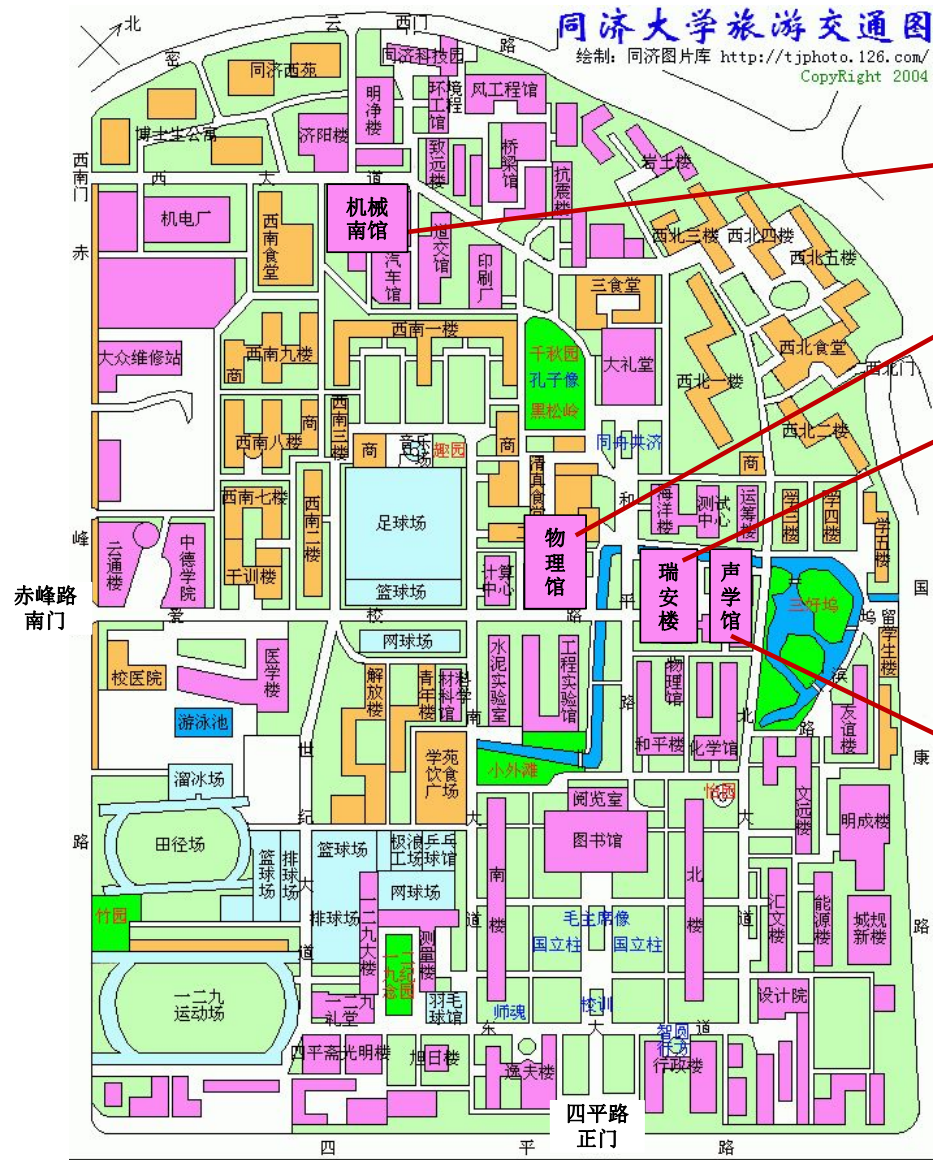 同济大学旅游交通图
绘制: 同济图片库 http://tjphoto.126.com/
CopyRight 2004
北
密
云
西门
路
同济西苑
同济科技园
博士生公寓
济阳楼
明净楼
环境工程馆
风工程馆
致远楼
桥梁馆
抗震楼
岩土楼
西南门
西
大
道
机电厂
西南食堂
机械
南馆
汽车馆
道交馆
印刷厂
三食堂
西北三楼
西北四楼
西北五楼
赤
大众维修站
西南九楼
商
西南一楼
千秋园
孔子像
黑松岭
大礼堂
西北一楼
西北食堂
西北门
西北二楼
西南八楼
商
西南三楼
商
音乐广场
趣园
商
同舟共济
商
西南七楼
西南二楼
足球场
清真食堂
和
海洋楼
测试中心
运筹楼
学三楼
学四楼
学五楼
峰
云通楼
中德学院
干训楼
篮球场
计算中心
物理馆
瑞安楼
声学馆
三好坞
国
赤峰路
南门
爱
校
路
平
坞
留学生楼
网球场
校医院
医学楼
解放楼
青年楼
材料科学馆
水泥实验室
工程实验馆
物理馆
滨
友谊楼
游泳池
南
路
北
路
世
和平楼
化学馆
康
溜冰场
学苑饮食广场
小外滩
阅览室
怡园
文远楼
路
田径场
纪
篮球场
排球场
篮球场
极浪工场
乒乓球馆
大
图书馆
大
明成楼
竹园
大
排球场
网球场
南楼
北楼
汇文楼
能源楼
城规新楼
路
道
一二九大楼
一二九纪念园
测量楼
道
毛主席像
国立柱
国立柱
道
一二九
运动场
一二九礼堂
羽毛球馆
师魂
校训
设计院
东
大
道
智圆行方
四平斋
光明楼
旭日楼
逸夫楼
行政楼
四平路
正门
四
平
路